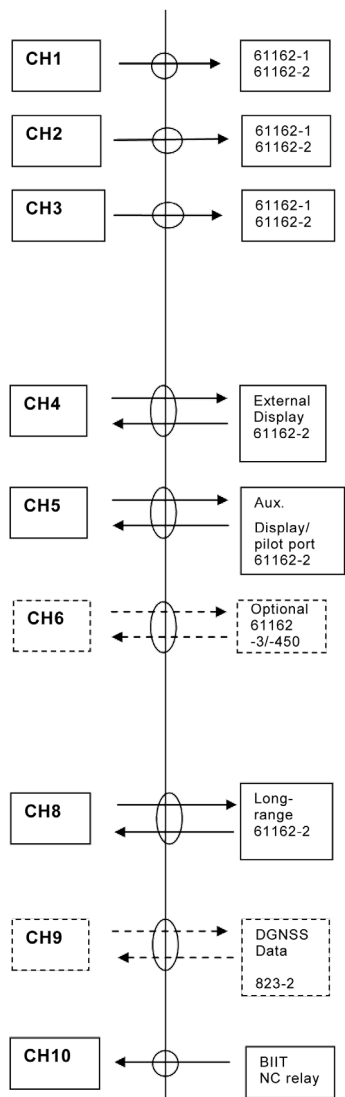 CH1
61162-1
61162-2
CH2
61162-1
61162-2
CH3
61162-1
61162-2
CH4
External
Display
61162-2
CH5
Aux.
Display/
pilot port
61162-2
CH6
Optional
61162
-3/-450
CH8
Long-
range
61162-2
CH9
DGNSS
Data
823-2
CH10
BIIT
NC relay